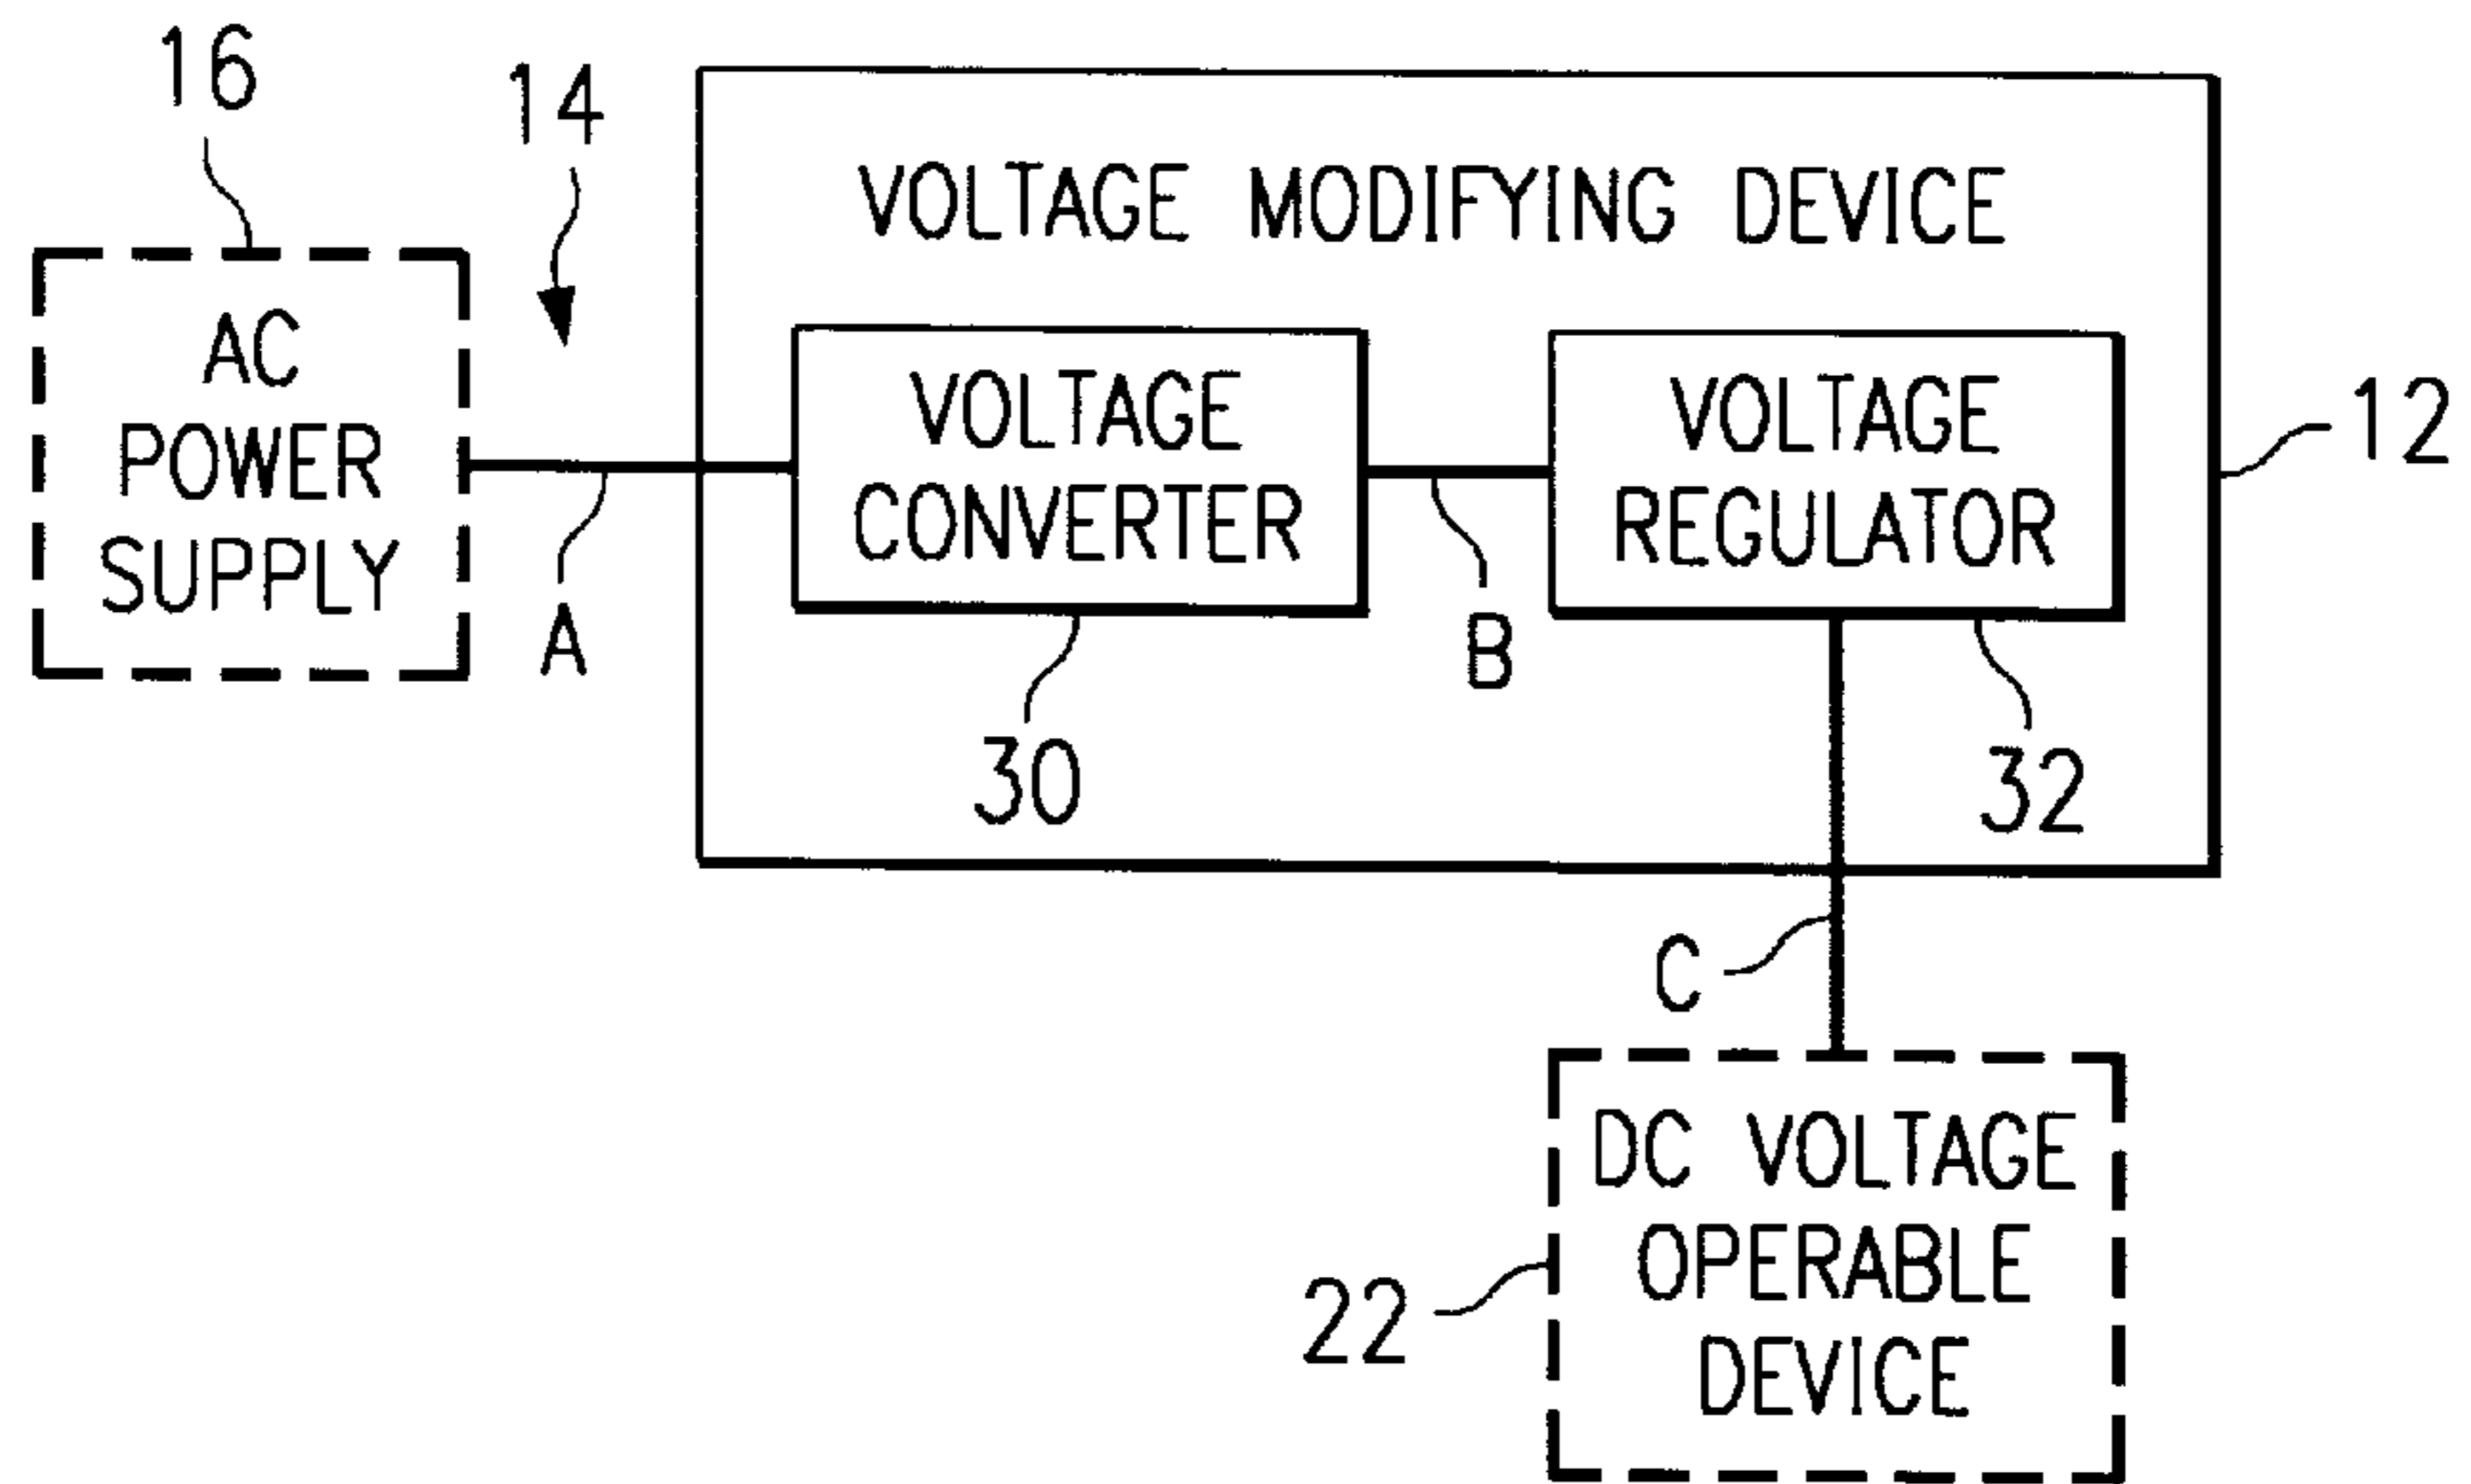 16
14
VOLTAGE MODIFYING DEVICE
AC
POWER
SUPPLY
VOLTAGE
CONVERTER
VOLTAGE
REGULATOR
12
A
B
30
32
C
DC VOLTAGE
OPERABLE
DEVICE
22